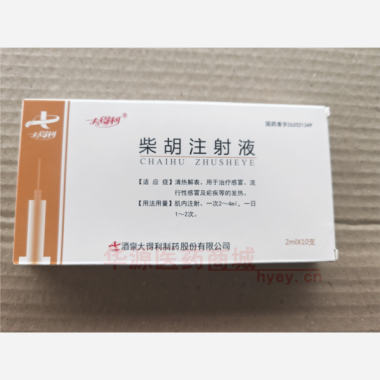 大得利®
国药准字Z62021349
柴胡注射液
CHAIHU ZHUSHEYE
【适 应 症】清热解表。用于治疗感冒、流
行性感冒及疟疾等的发热。
【用法用量】肌内注射。一次2～4ml,一日
1～2次。
酒泉大得利制药股份有限公司
2mlX10支
华源医药商城
hyey.cn